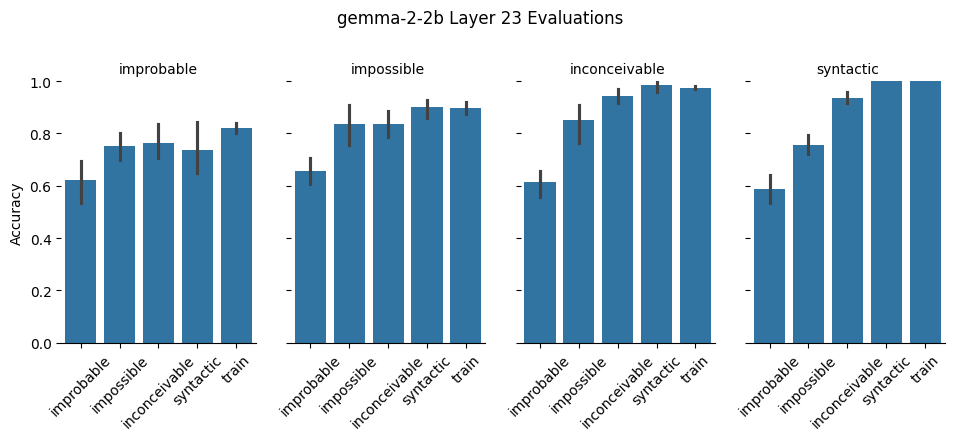 gemma-2-2b Layer 23 Evaluations
improbable impossible inconceivable syntactic
Accuracy
1.0
0.8
0.6
0.4
0.2
0.0
improbable impossible inconceivable syntactic train
improbable impossible inconceivable syntactic train
improbable impossible inconceivable syntactic train
improbable impossible inconceivable syntactic train